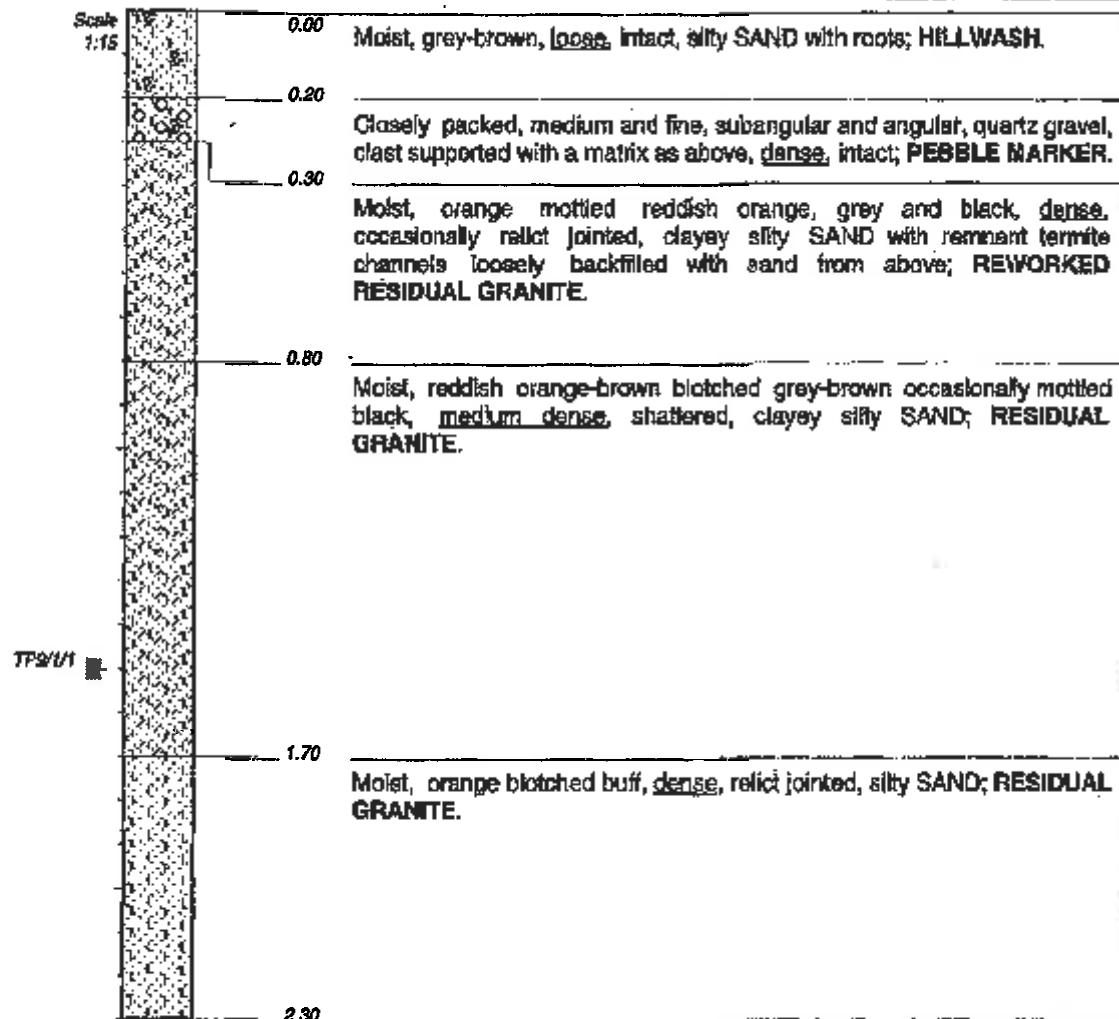 Scale
1:15
0.00
Moist, grey-brown, loose, intact, silty SAND with roots; HILLWASH.
0.20
Closely packed, medium and fine, subangular and angular, quartz gravel,
clast supported with a matrix as above, dense, intact; PEBBLE MARKER.
0.30
Moist, orange mottled reddish orange, grey and black, dense,
occasionally relict jointed, clayey silty SAND with remnant termite
channels loosely backfilled with sand from above; REWORKED
RESIDUAL GRANITE.
0.80
Moist, reddish orange-brown blotched grey-brown occasionally mottled
black, medium dense, shattered, clayey silty SAND; RESIDUAL
GRANITE.
1.70
Moist, orange blotched buff, dense, relict jointed, silty SAND; RESIDUAL
GRANITE.
2.30